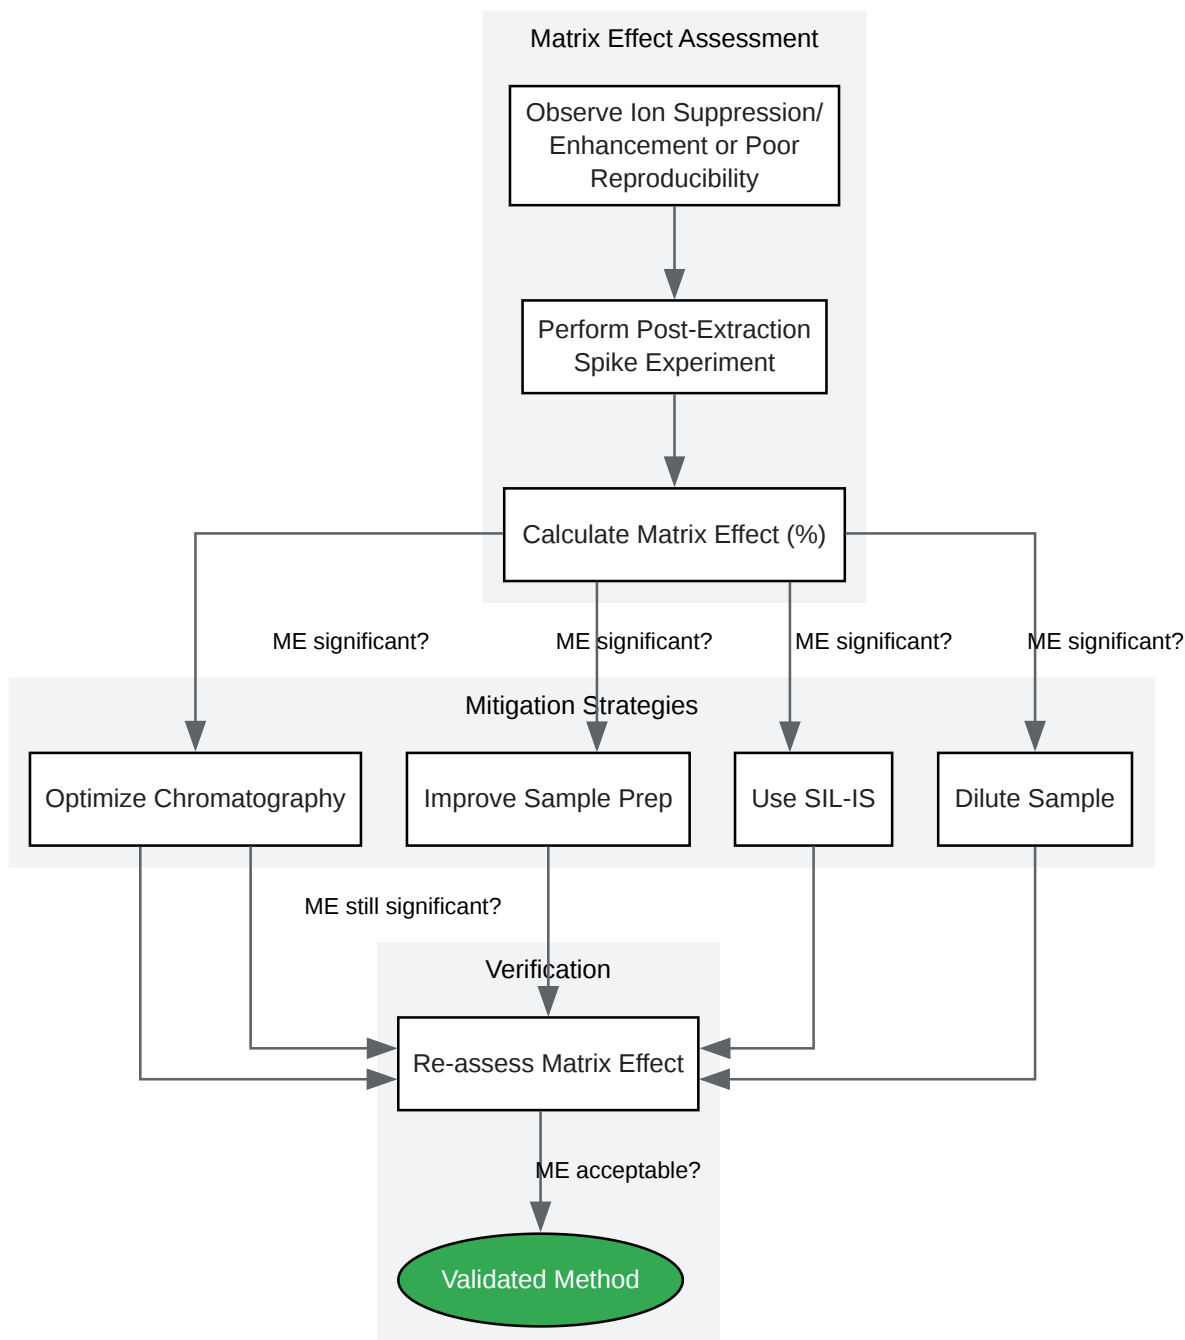 Matrix Effect Assessment
Observe Ion Suppression/
Enhancement or Poor
Reproducibility
Perform Post-Extraction
Spike Experiment
Calculate Matrix Effect (%)
ME significant?
ME significant?
ME significant?
ME significant?
Mitigation Strategies
Optimize Chromatography
Improve Sample Prep
Use SIL-IS
Dilute Sample
ME still significant?
Verification
Re-assess Matrix Effect
ME acceptable?
Validated Method